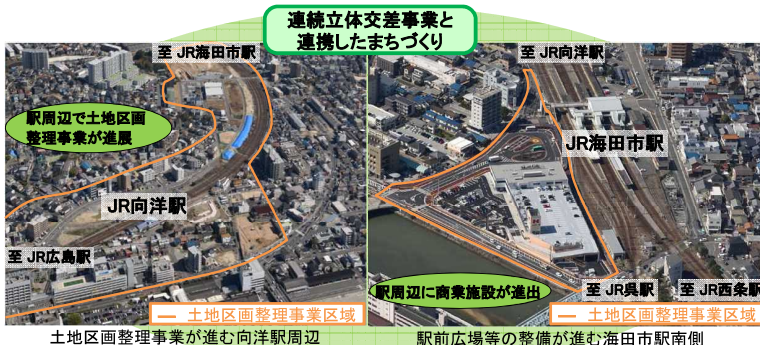 連続立体交差事業と
連携したまちづくり
至 JR海田市駅
駅周辺で土地区画
整理事業が進展
JR向洋駅
至 JR広島駅
土地区画整理事業区域
土地区画整理事業が進む向洋駅周辺
至 JR向洋駅
JR海田市駅
駅周辺に商業施設が進出
至 JR呉駅
至 JR西条駅
土地区画整理事業区域
駅前広場等の整備が進む海田市駅南側